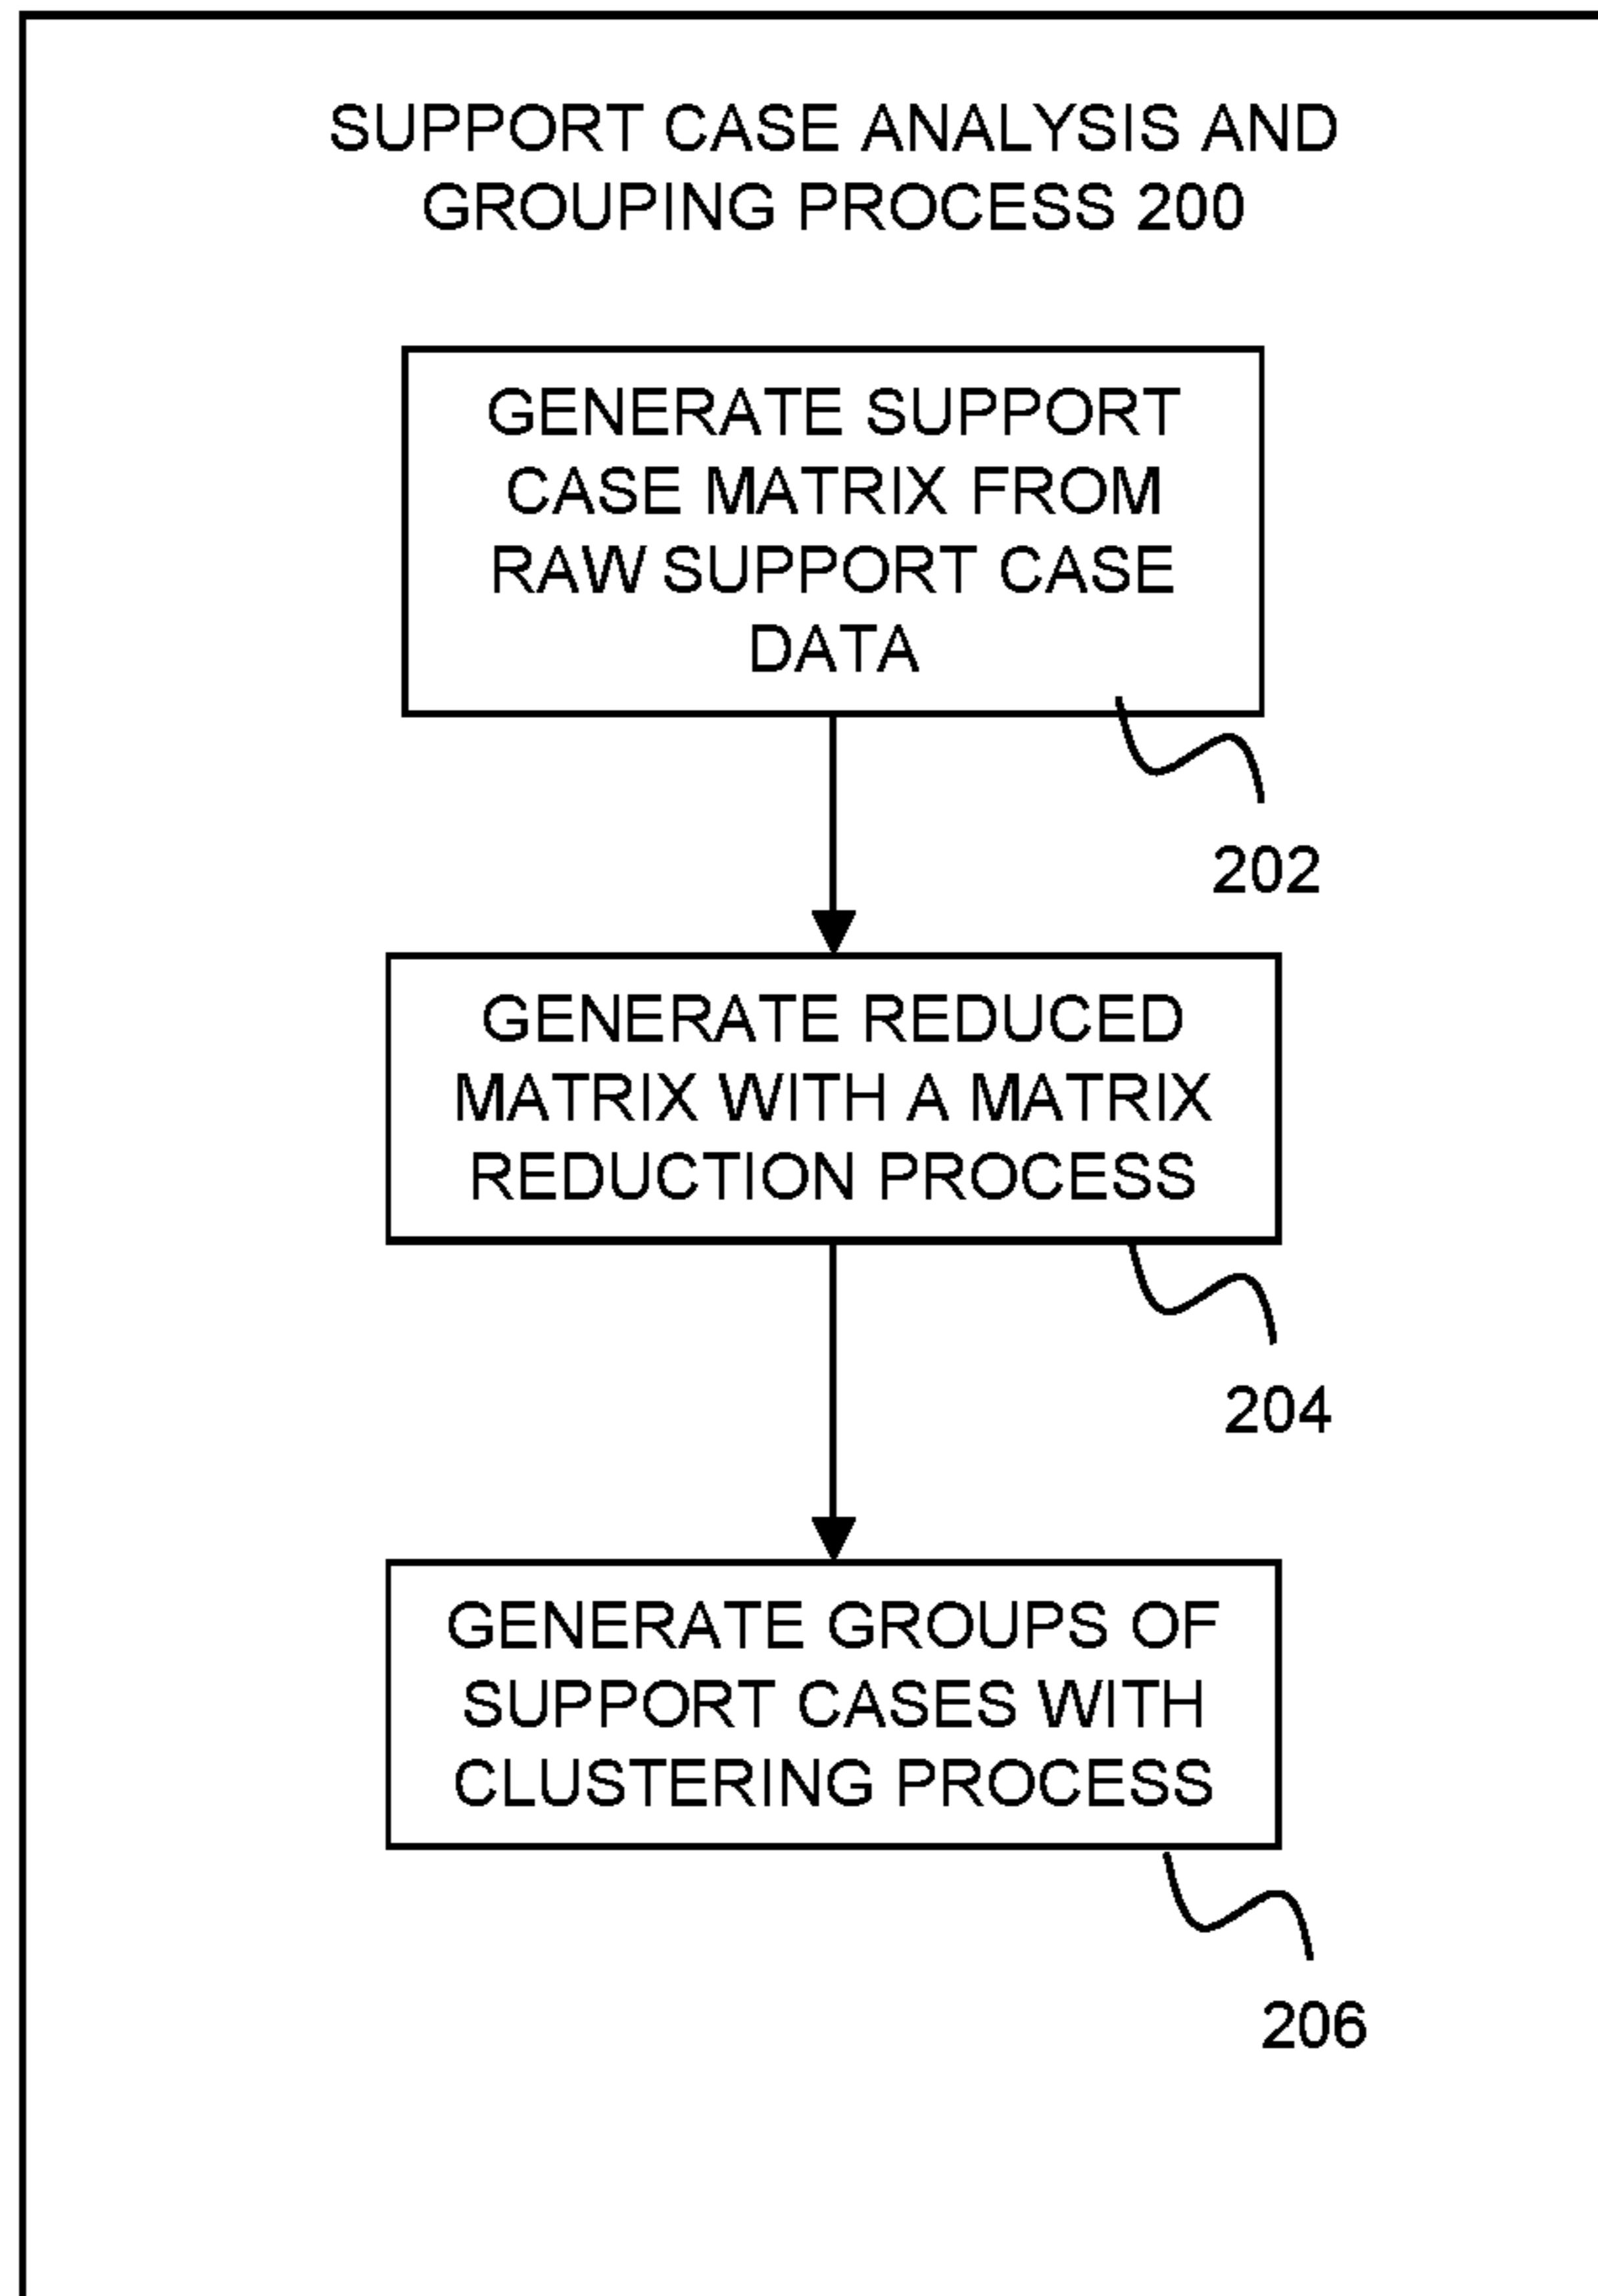 SUPPORT CASE ANALYSIS AND
GROUPING PROCESS 200
GENERATE SUPPORT
CASE MATRIX FROM
RAW SUPPORT CASE
DATA
202
GENERATE REDUCED
MATRIX WITH A MATRIX
REDUCTION PROCESS
204
GENERATE GROUPS OF
SUPPORT CASES WITH
CLUSTERING PROCESS
206